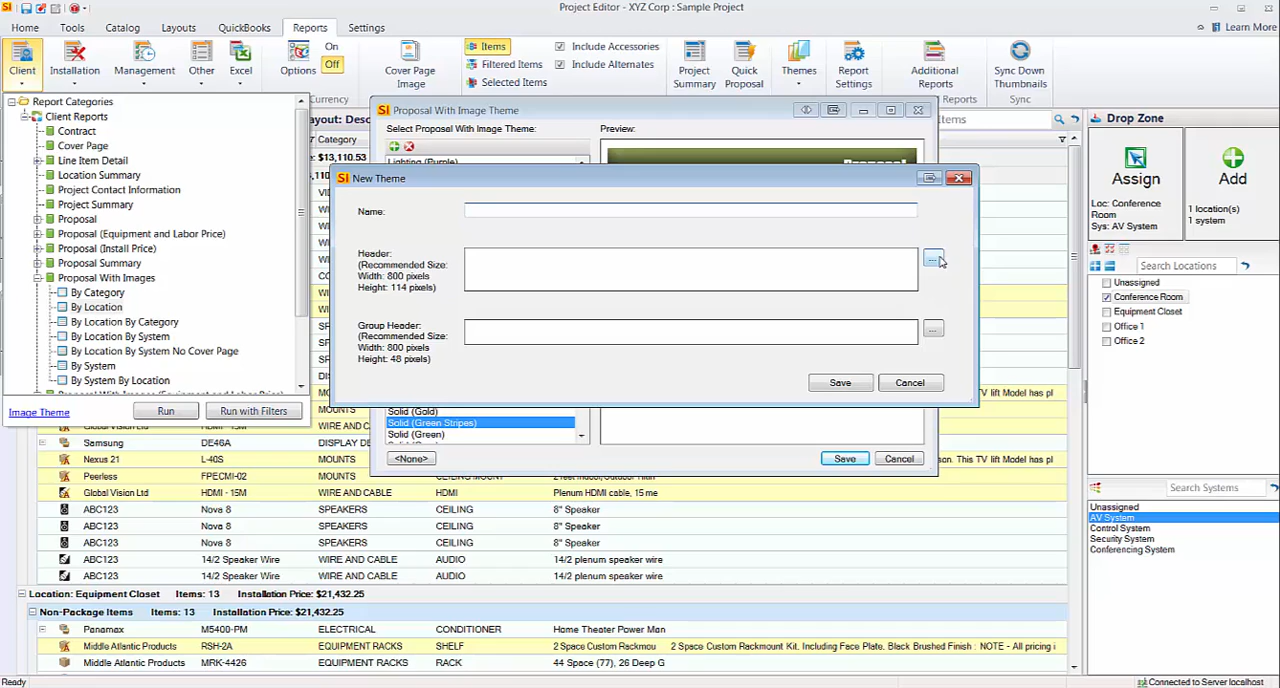 SI
Project Editor - XYZ Corp : Sample Project
Home Tools Catalog Layouts QuickBooks Reports Settings
Learn More
Client Installation Management Other Excel
Options
On
Off
Currency
Cover Page Image
Items
Filtered Items
Selected Items
Include Accessories
Include Alternates
Project Summary
Quick Proposal
Themes
Report Settings
Additional Reports
Reports
Sync Down Thumbnails
Sync
Report Categories
Client Reports
Contract
Cover Page
Line Item Detail
Location Summary
Project Contact Information
Project Summary
Proposal
Proposal (Equipment and Labor Price)
Proposal (Install Price)
Proposal Summary
Proposal With Images
By Category
By Location
By Location By Category
By Location By System
By Location By System No Cover Page
By System
By System By Location
Image Theme
Run
Run with Filters
Category
$13,110.53
SI Proposal With Image Theme
Select Proposal With Image Theme:
Preview:
Lighting (Purple)
Proposal
SI New Theme
Name:
Header:
(Recommended Size:
Width: 800 pixels
Height: 114 pixels)
...
Group Header:
(Recommended Size:
Width: 800 pixels
Height: 48 pixels)
...
Save
Cancel
Solid (Gold)
Solid (Green Stripes)
Solid (Green)
<None>
Save
Cancel
Items
Drop Zone
Assign
Loc: Conference
Room
Sys: AV System
Add
1 location(s)
1 system
Search Locations
Unassigned
Conference Room
Equipment Closet
Office 1
Office 2
Search Systems
Unassigned
AV System
Control System
Security System
Conferencing System
Global Vision Ltd
Samsung DE46A DISPLAY DE
Nexus 21 L-40S MOUNTS
Peerless FPECMI-02 MOUNTS
Global Vision Ltd HDMI - 15M WIRE AND CABLE HDMI Plenum HDMI cable, 15 me
ABC123 Nova 8 SPEAKERS CEILING 8" Speaker
ABC123 Nova 8 SPEAKERS CEILING 8" Speaker
ABC123 Nova 8 SPEAKERS CEILING 8" Speaker
ABC123 14/2 Speaker Wire WIRE AND CABLE AUDIO 14/2 plenum speaker wire
ABC123 14/2 Speaker Wire WIRE AND CABLE AUDIO 14/2 plenum speaker wire
Location: Equipment Closet Items: 13 Installation Price: $21,432.25
Non-Package Items Items: 13 Installation Price: $21,432.25
Panamax M5400-PM ELECTRICAL CONDITIONER Home Theater Power Man
Middle Atlantic Products RSH-2A EQUIPMENT RACKS SHELF 2 Space Custom Rackmou 2 Space Custom Rackmount Kit, Including Face Plate, Black Brushed Finish : NOTE - All pricing i
Middle Atlantic Products MRK-4426 EQUIPMENT RACKS RACK 44 Space (77), 26 Deep G
Ready
Connected to Server localhost